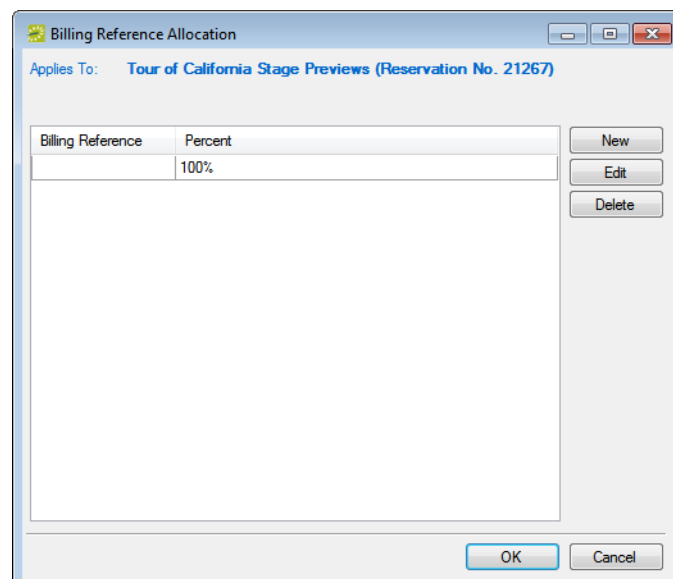 Billing Reference Allocation
Applies To: Tour of California Stage Previews (Reservation No. 21267)
Billing Reference Percent New
100% Edit
Delete
OK Cancel